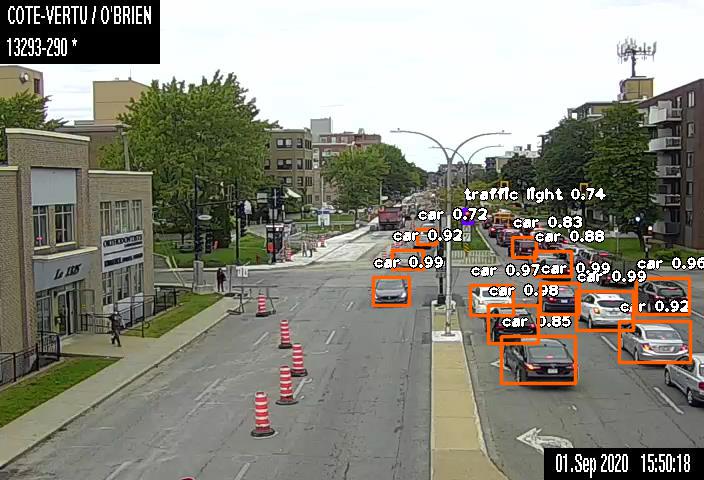 COTE-VERTU / O'BRIEN
13293-290 *
traffic light 0.74
car 0.72
car 0.83
car 0.92
car 0.88
car 0.99
car 0.97
car 0.99
car 0.99
car 0.96
car 0.98
car 0.92
car 0.85
ORTHODONTISTE
01.Sep 2020 15:50:18